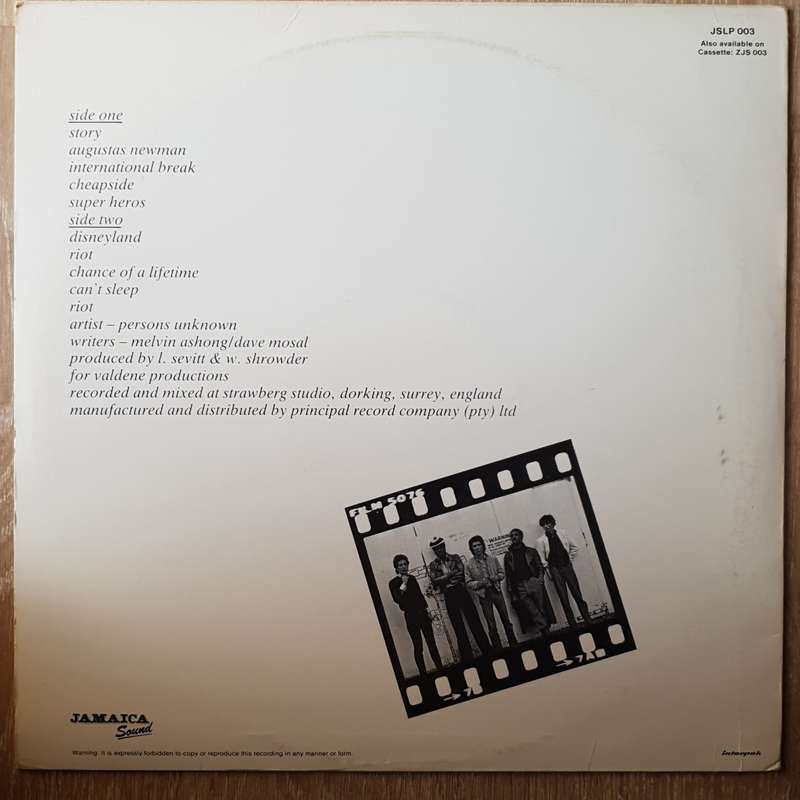 JSLP 003
Also available on
Cassette: ZJS 003
side one
story
augustas newman
international break
cheapside
super heros
side two
disneyland
riot
chance of a lifetime
can't sleep
riot
artist – persons unknown
writers – melvin ashong/dave mosal
produced by l. sevitt & w. shrowder
for valdene productions
recorded and mixed at strawberg studio, dorking, surrey, england
manufactured and distributed by principal record company (pty) ltd
FILM 5076
WARNING
7B
7A
JAMAICA
Sound
Warning: It is expressly forbidden to copy or reproduce this recording in any manner or form.
interpak